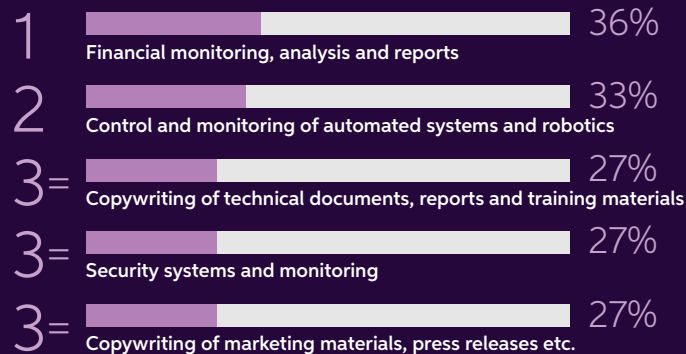 1
36%
Financial monitoring, analysis and reports
2
33%
Control and monitoring of automated systems and robotics
3=
27%
Copywriting of technical documents, reports and training materials
3=
27%
Security systems and monitoring
3=
27%
Copywriting of marketing materials, press releases etc.